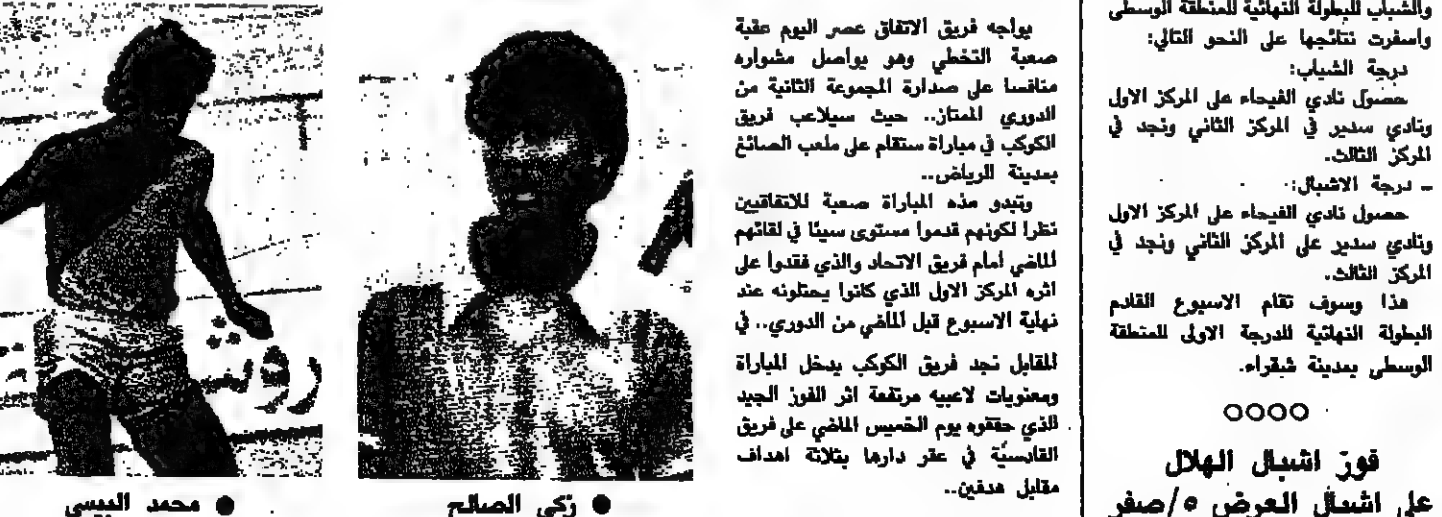 والشباب للبطولة النهائية للمنطقة الوسطى
واسفرت نتائجها على النحو التالي:
درجة الشباب:
حصول نادي الفيحاء على المركز الاول
ونادي سدير في المركز الثاني ونجد في
المركز الثالث.
ـ درجة الاشبال:
حصول نادي الفيحاء على المركز الاول
ونادي سدير على المركز الثاني ونجد في
المركز الثالث.
هذا وسوف تقام الاسبوع القادم
البطولة النهائية للدرجة الاولى للمنطقة
الوسطى بمدينة شقراء.
○○○○
فوز اشبال الهلال
على اشبال العرض ٥/صفر
يواجه فريق الاتفاق عصر اليوم عقبة
صعبة التخطي وهو يواصل مشواره
منافسا على صدارة المجموعة الثانية من
الدوري الممتاز.. حيث سيلاعب فريق
الكوكب في مباراة ستقام على ملعب الصائغ
بمدينة الرياض..
وتبدو هذه المباراة صعبة للاتفاقيين
نظرا لكونهم قدموا مستوى سيئا في لقائهم
الماضي امام فريق الاتحاد والذي فقدوا على
اثره المركز الاول الذي كانوا يحتلونه عند
نهاية الاسبوع قبل الماضي من الدوري.. في
المقابل نجد فريق الكوكب يدخل المباراة
ومعنويات لاعبيه مرتفعة اثر الفوز الجيد
الذي حققوه يوم الخميس الماضي على فريق
القادسيّة في عقر دارها بثلاثة اهداف
مقابل هدفين..
● زكي الصالح
● محمد البيسي